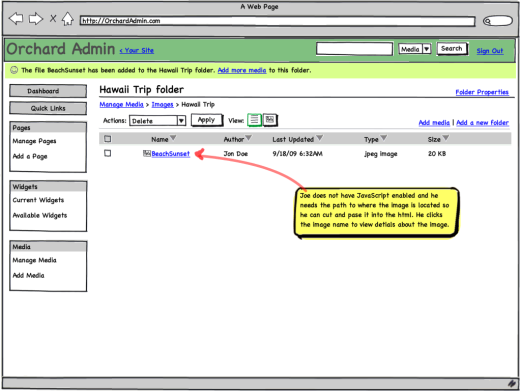 A Web Page
http://OrchardAdmin.com
Orchard Admin < Your Site Media Search Sign Out
The file BeachSunset has been added to the Hawaii Trip folder. Add more media to this folder.
Dashboard
Quick Links
Pages
Manage Pages
Add a Page
Widgets
Current Widgets
Available Widgets
Media
Manage Media
Add Media
Hawaii Trip folder Folder Properties
Manage Media > Images > Hawaii Trip
Actions: Delete Apply View: Add media | Add a new folder
Name Author Last Updated Type Size
BeachSunset Jon Doe 9/18/09 6:32AM jpeg image 20 KB
Joe does not have JavaScript enabled and he
needs the path to where the image is located so
he can cut and pase it into the html. He clicks
the image name to view detials about the image.